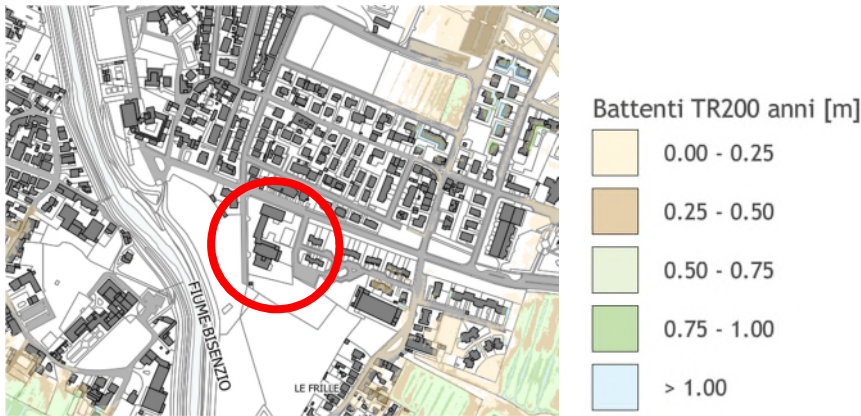 FIUME BISENZIO
LE FRILLE
Battenti TR200 anni [m]
0.00 - 0.25
0.25 - 0.50
0.50 - 0.75
0.75 - 1.00
> 1.00